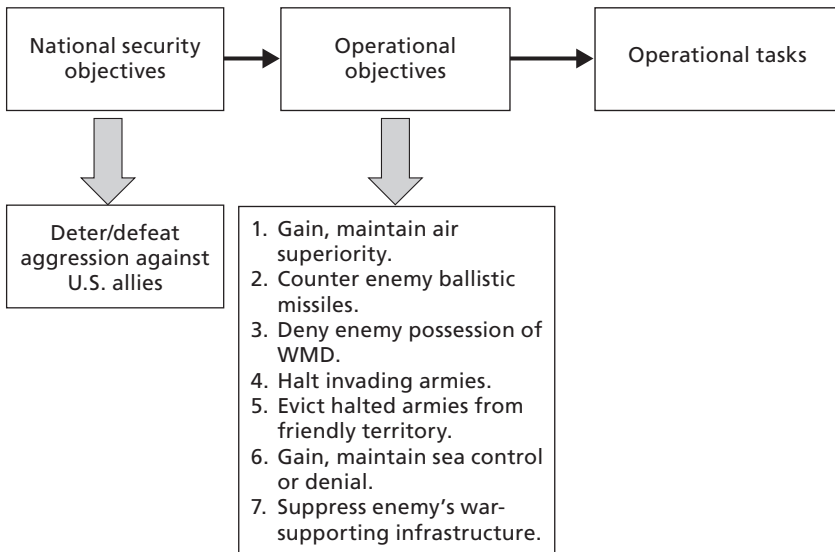 National security
objectives
Operational
objectives
Operational tasks
Deter/defeat
aggression against
U.S. allies
1. Gain, maintain air
superiority.
2. Counter enemy ballistic
missiles.
3. Deny enemy possession of
WMD.
4. Halt invading armies.
5. Evict halted armies from
friendly territory.
6. Gain, maintain sea control
or denial.
7. Suppress enemy’s war-
supporting infrastructure.